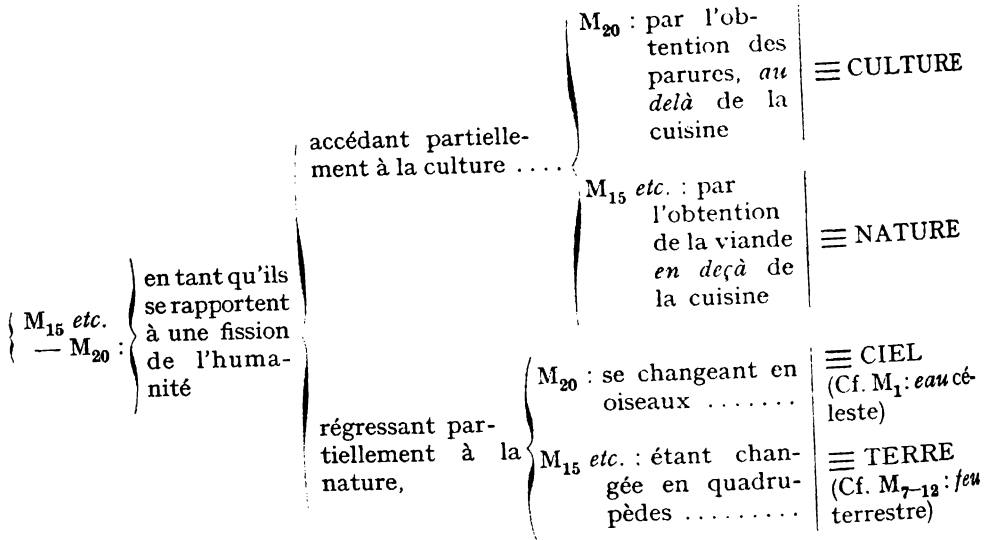 M20 : par l'ob-
tention des
parures, au
delà de la
cuisine
≡ CULTURE
accédant partielle-
ment à la culture ....
M15 etc. : par
l'obtention
de la viande
en deçà de
la cuisine
≡ NATURE
M15 etc.
— M20 :
en tant qu'ils
se rapportent
à une fission
de l'huma-
nité
régressant par-
tiellement à la
nature,
M20 : se changeant en
oiseaux .......
≡ CIEL
(Cf. M1 : eau cé-
leste)
M15 etc. : étant chan-
gée en quadru-
pèdes .........
≡ TERRE
(Cf. M7-12 : feu
terrestre)